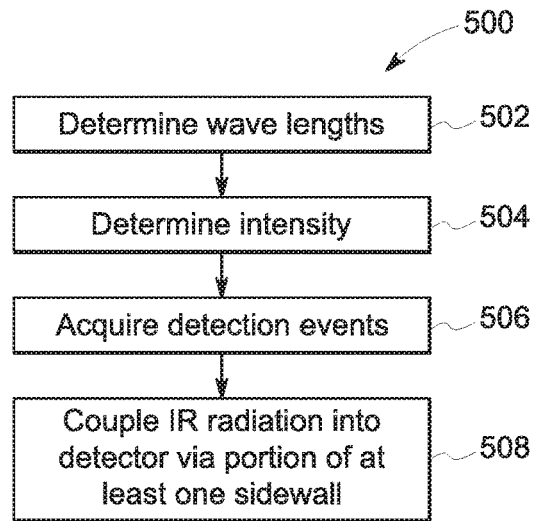 500
Determine wave lengths
502
Determine intensity
504
Acquire detection events
506
Couple IR radiation into
detector via portion of at
least one sidewall
508